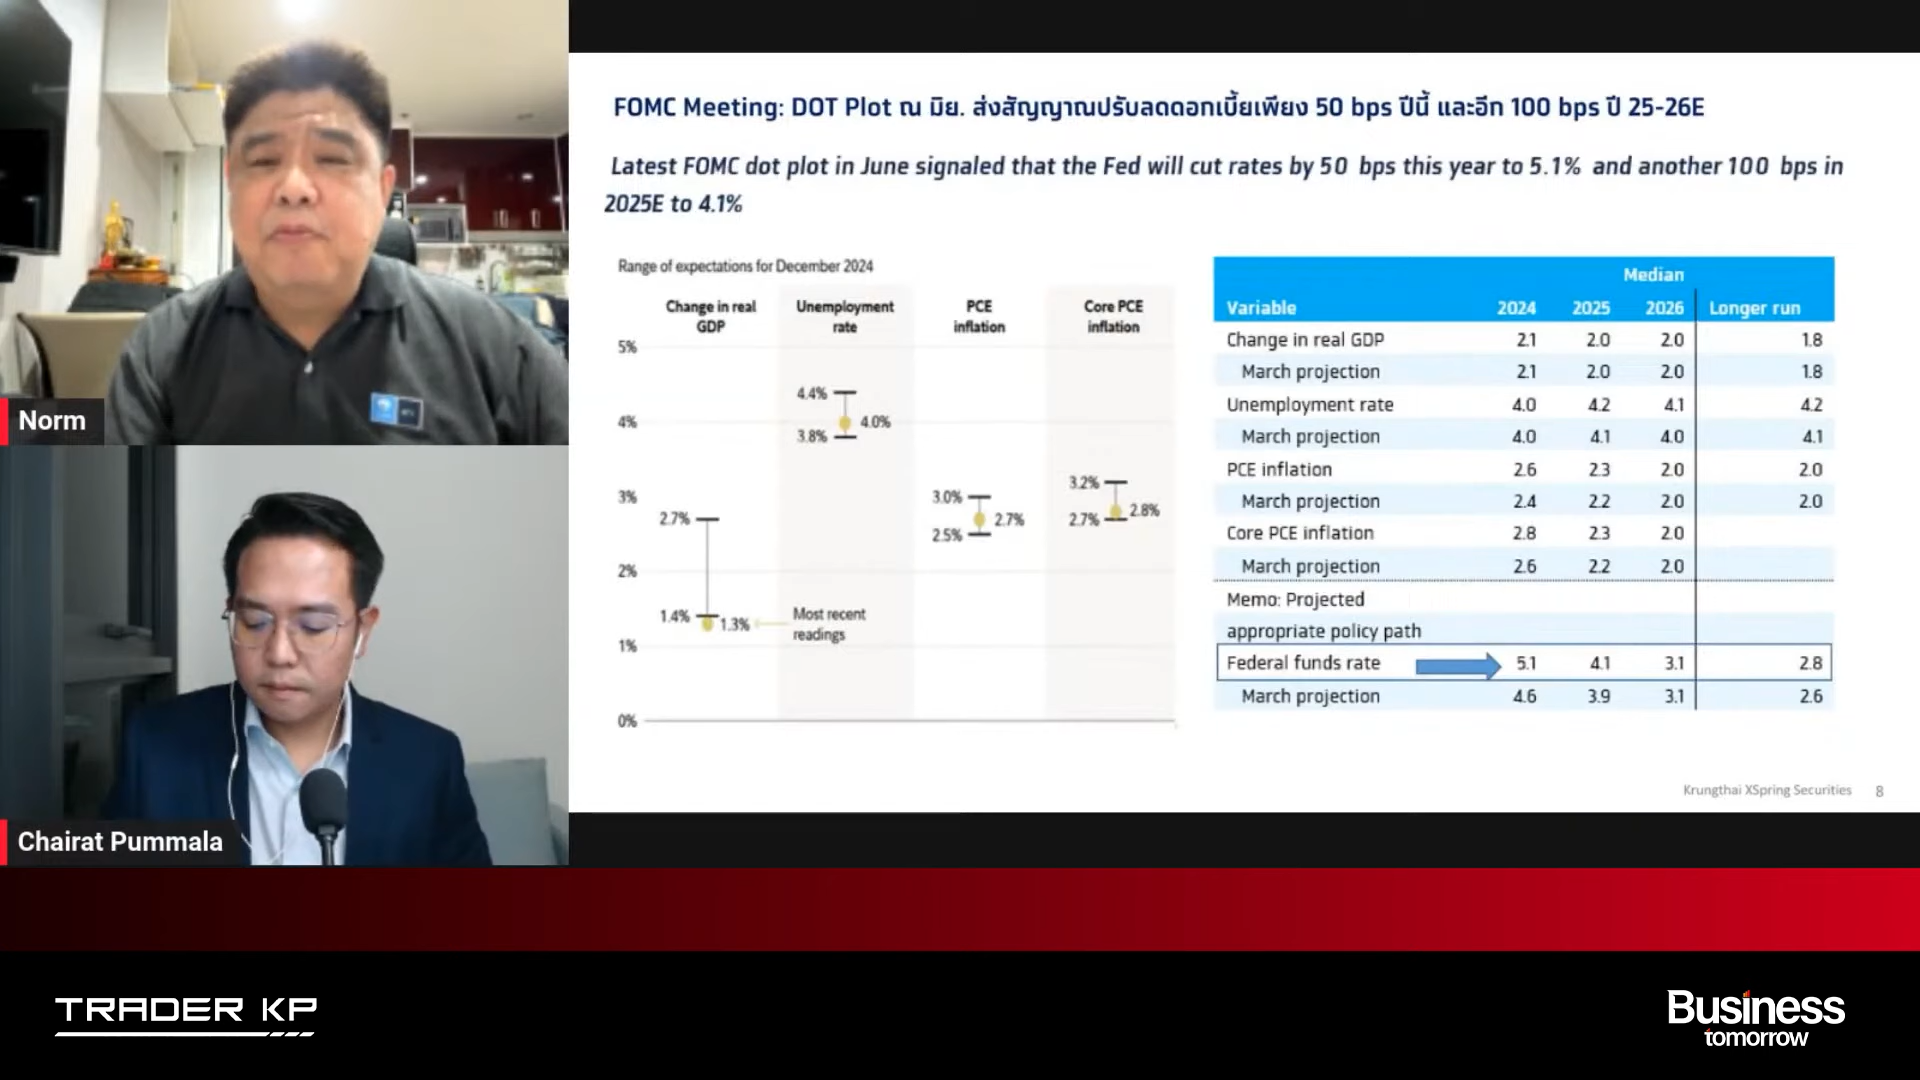 FOMC Meeting: DOT Plot ณ มิย. ส่งสัญญาณปรับลดดอกเบี้ยเพียง 50 bps ปีนี้ และอีก 100 bps ปี 25-26E
Latest FOMC dot plot in June signaled that the Fed will cut rates by 50 bps this year to 5.1% and another 100 bps in
2025E to 4.1%
Range of expectations for December 2024
Change in real GDP
Unemployment rate
PCE inflation
Core PCE inflation
5%
4%
3%
2%
1%
0%
2.7%
1.4%
1.3%
Most recent
readings
4.4%
4.0%
3.8%
3.0%
2.7%
2.5%
3.2%
2.8%
2.7%
Median
Variable 2024 2025 2026 Longer run
Change in real GDP 2.1 2.0 2.0 1.8
March projection 2.1 2.0 2.0 1.8
Unemployment rate 4.0 4.2 4.1 4.2
March projection 4.0 4.1 4.0 4.1
PCE inflation 2.6 2.3 2.0 2.0
March projection 2.4 2.2 2.0 2.0
Core PCE inflation 2.8 2.3 2.0
March projection 2.6 2.2 2.0
Memo: Projected
appropriate policy path
Federal funds rate 5.1 4.1 3.1 2.8
March projection 4.6 3.9 3.1 2.6
Krungthai XSpring Securities 8
Norm
Chairat Pummala
TRADER KP
Business
tomorrow